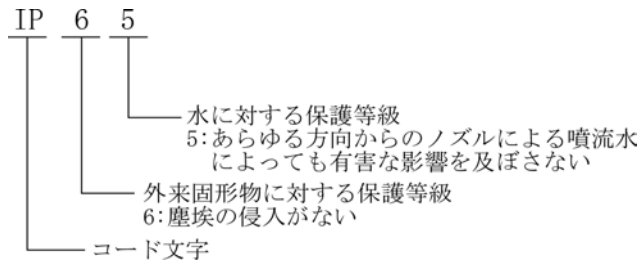 IP 6 5
水に対する保護等級
5:あらゆる方向からのノズルによる噴流水
によっても有害な影響を及ぼさない
外来固形物に対する保護等級
6:塵埃の侵入がない
コード文字